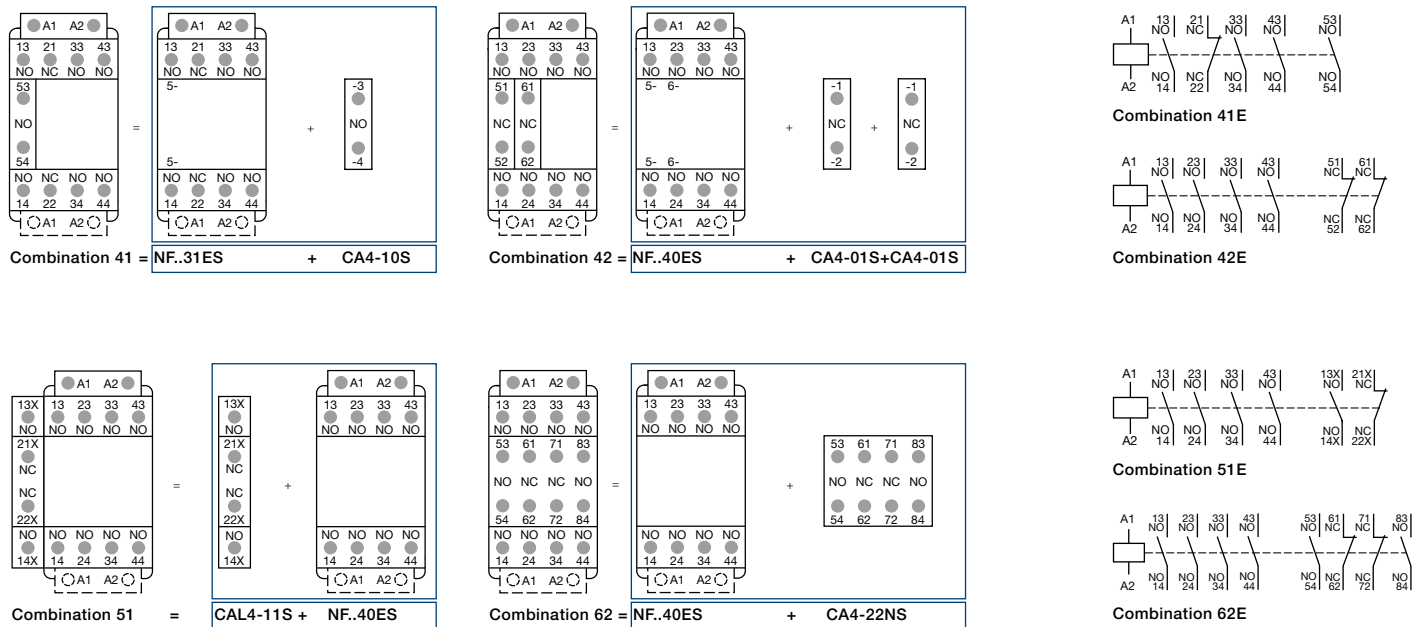 A1 A2
13 21 33 43
NO NC NO NO
53
NO
54
NO NC NO NO
14 22 34 44
A1 A2
=
A1 A2
13 21 33 43
NO NC NO NO
5-
5-
NO NC NO NO
14 22 34 44
A1 A2
+
-3
NO
-4
Combination 41 = NF..31ES + CA4-10S
A1 A2
13 23 33 43
NO NO NO NO
51 61
NC NC
52 62
NO NO NO NO
14 24 34 44
A1 A2
=
A1 A2
13 23 33 43
NO NO NO NO
5- 6-
5- 6-
NO NO NO NO
14 24 34 44
A1 A2
+
-1
NC
-2
+
-1
NC
-2
Combination 42 = NF..40ES + CA4-01S+CA4-01S
A1 13 21 33 43 53
NO NC NO NO NO
NO NC NO NO NO
A2 14 22 34 44 54
Combination 41E
A1 13 23 33 43 51 61
NO NO NO NO NC NC
NO NO NO NO NC NC
A2 14 24 34 44 52 62
Combination 42E
A1 A2
13X 13 23 33 43
NO NO NO NO NO
21X
NC
NC
22X
NO NO NO NO NO
14X 14 24 34 44
A1 A2
=
13X
NO
21X
NC
NC
22X
NO
14X
+
A1 A2
13 23 33 43
NO NO NO NO
NO NO NO NO
14 24 34 44
A1 A2
Combination 51 = CAL4-11S + NF..40ES
A1 A2
13 23 33 43
NO NO NO NO
53 61 71 83
NO NC NC NO
54 62 72 84
NO NO NO NO
14 24 34 44
A1 A2
=
A1 A2
13 23 33 43
NO NO NO NO
NO NO NO NO
14 24 34 44
A1 A2
+
53 61 71 83
NO NC NC NO
54 62 72 84
Combination 62 = NF..40ES + CA4-22NS
A1 13 23 33 43 13X 21X
NO NO NO NO NO NC
NO NO NO NO NO NC
A2 14 24 34 44 14X 22X
Combination 51E
A1 13 23 33 43 53 61 71 83
NO NO NO NO NO NC NC NO
NO NO NO NO NO NC NC NO
A2 14 24 34 44 54 62 72 84
Combination 62E